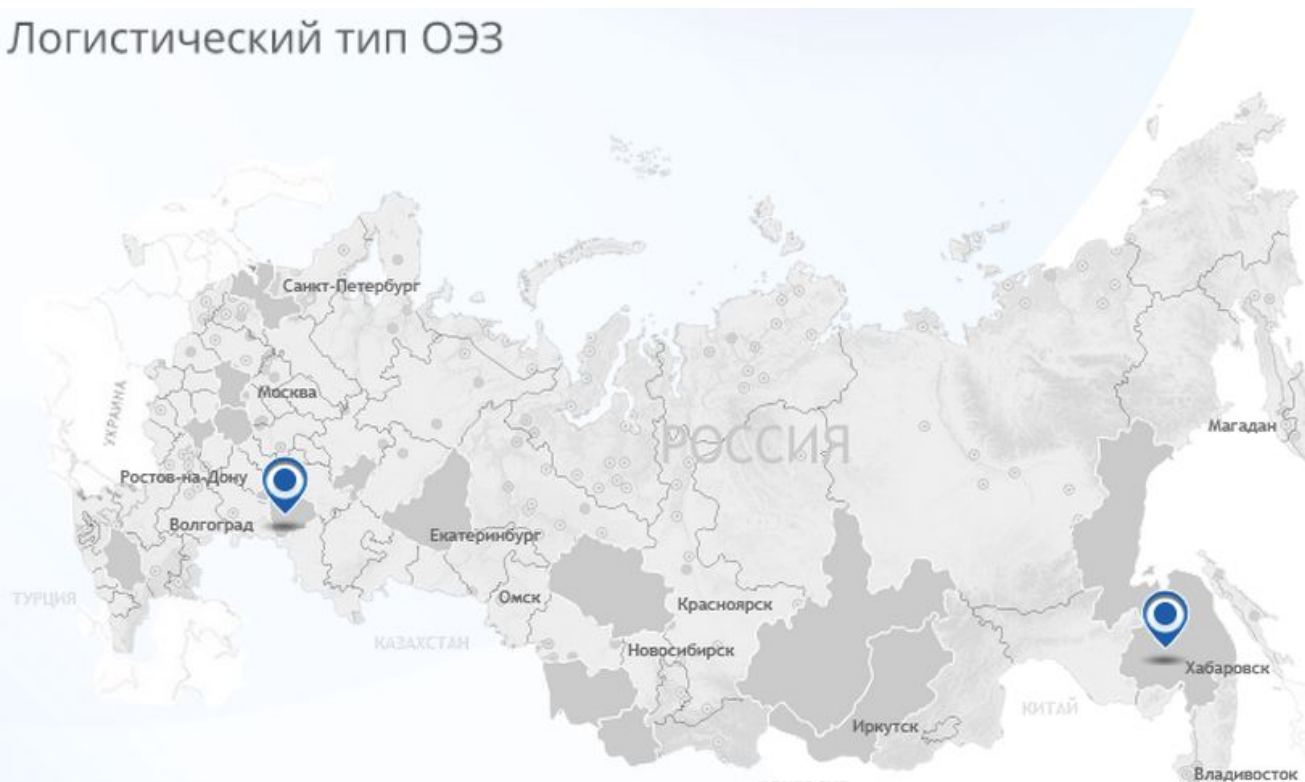 Логистический тип ОЭЗ
Санкт-Петербург
Москва
УКРАИНА
РОССИЯ
Магадан
Ростов-на-Дону
Волгоград
Екатеринбург
ТУРЦИЯ
Омск
Красноярск
КАЗАХСТАН
Новосибирск
Хабаровск
КИТАЙ
Иркутск
Владивосток